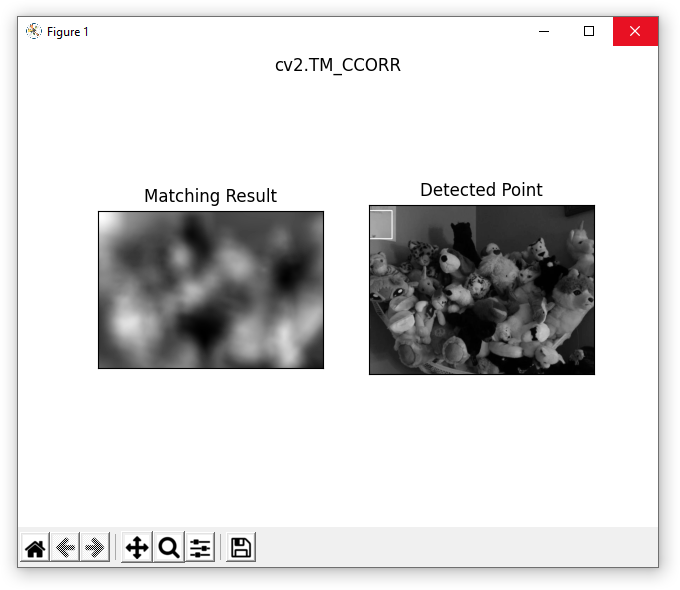 Figure 1
cv2.TM_CCORR
Matching Result
Detected Point